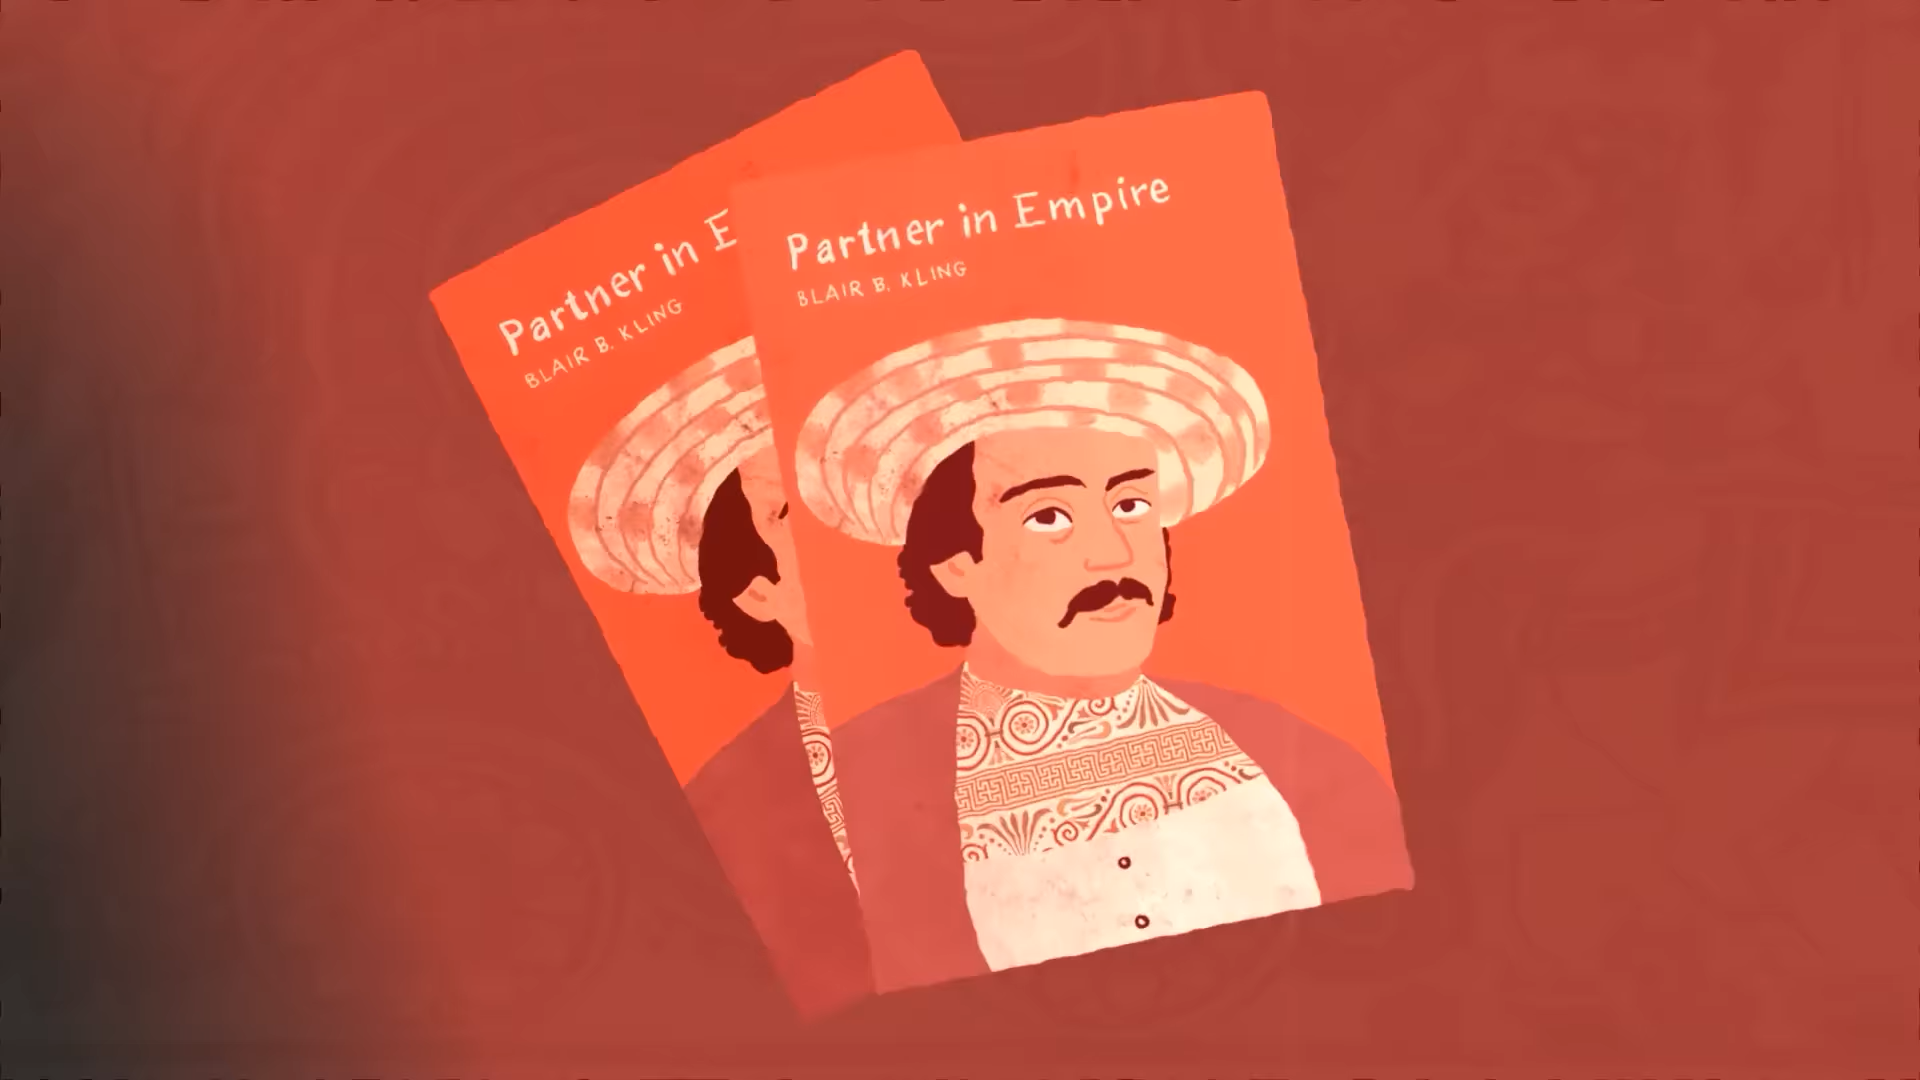 Partner in E
BLAIR B. KLING
Partner in Empire
BLAIR B. KLING